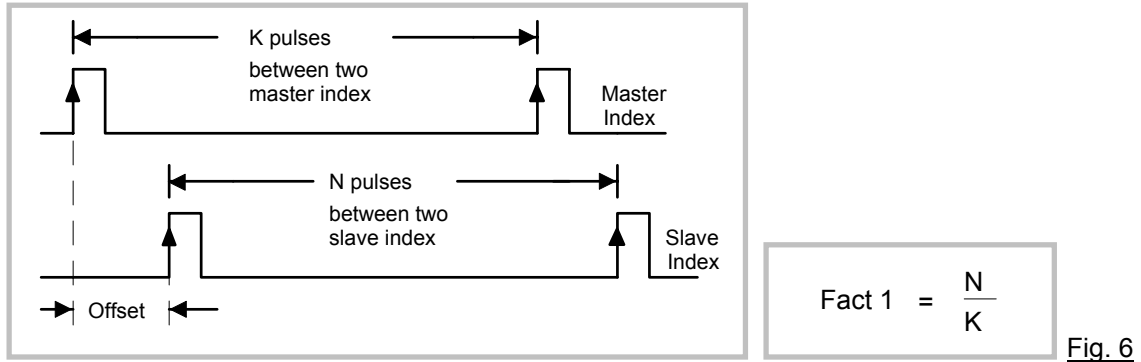 K pulses
between two
master index
Master
Index
N pulses
between two
slave index
Slave
Index
Offset
Fact 1 = N
K
Fig. 6